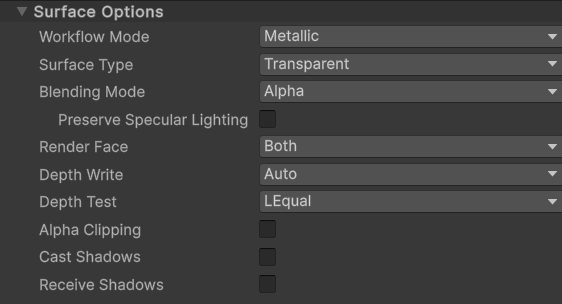 Surface Options
Workflow Mode Metallic
Surface Type Transparent
Blending Mode Alpha
Preserve Specular Lighting
Render Face Both
Depth Write Auto
Depth Test LEqual
Alpha Clipping
Cast Shadows
Receive Shadows